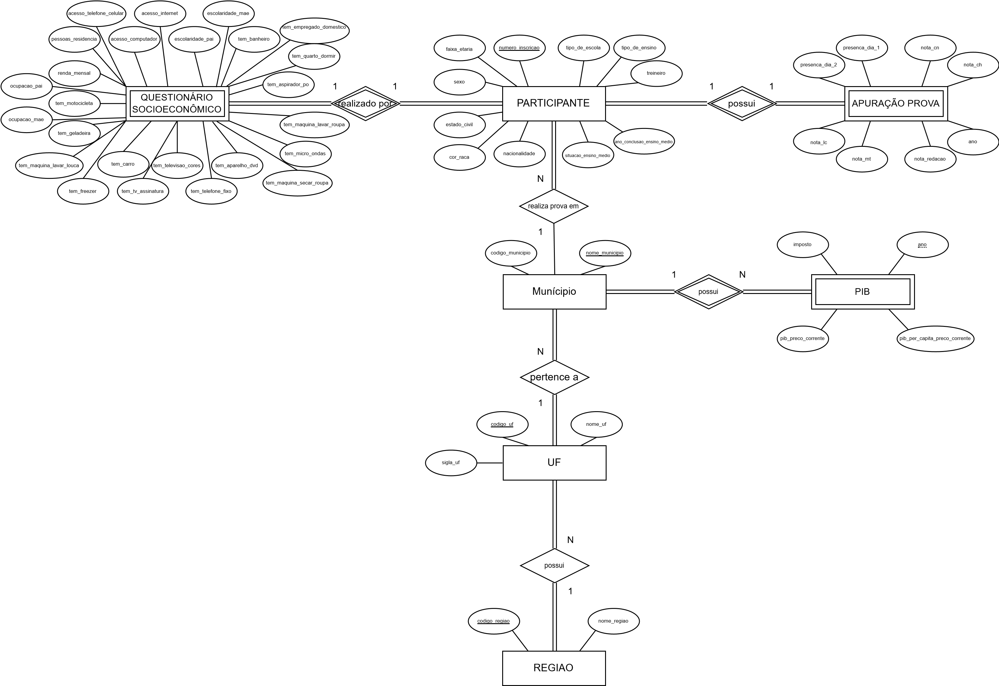 acesso_telefone_celular
acesso_internet
escolaridade_mae
tem_empregado_domestico
pessoas_residencia
acesso_computador
escolaridade_pai
tem_banheiro
tem_quarto_dormir
renda_mensal
ocupacao_pai
tem_aspirador_po
QUESTIONÁRIO
SOCIOECONÔMICO
tem_motocicleta
ocupacao_mae
tem_geladeira
tem_maquina_lavar_roupa
tem_micro_ondas
tem_maquina_lavar_louca
tem_carro
tem_televisao_cores
tem_aparelho_dvd
tem_maquina_secar_roupa
tem_freezer
tem_tv_assinatura
tem_telefone_fixo
1
realizado por
1
faixa_etaria
numero_inscricao
tipo_de_escola
tipo_de_ensino
treineiro
sexo
PARTICIPANTE
estado_civil
cor_raca
nacionalidade
situacao_ensino_medio
ano_conclusao_ensino_medio
1
possui
1
presenca_dia_1
nota_cn
presenca_dia_2
nota_ch
APURAÇÃO PROVA
nota_lc
ano
nota_mt
nota_redacao
N
realiza prova em
1
codigo_municipio
nome_municipio
Munícipio
1
possui
N
imposto
ano
PIB
pib_preco_corrente
pib_per_capita_preco_corrente
N
pertence a
1
codigo_uf
nome_uf
sigla_uf
UF
N
possui
1
codigo_regiao
nome_regiao
REGIAO